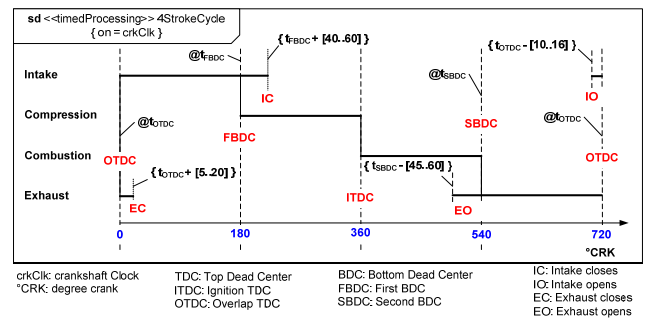 sd <<timedProcessing>> 4StrokeCycle
{ on = crkClk }
@tFBDC
{ tFBDC + [40..60] }
{ tOTDC - [10..16] }
Intake
@tSBDC
IC
IO
Compression
@tOTDC
SBDC
@tOTDC
FBDC
Combustion
OTDC
OTDC
{ tOTDC + [5..20] }
{ tSBDC - [45..60] }
Exhaust
ITDC
EC
EO
0 180 360 540 720
°CRK
crkClk: crankshaft Clock
°CRK: degree crank
TDC: Top Dead Center
ITDC: Ignition TDC
OTDC: Overlap TDC
BDC: Bottom Dead Center
FBDC: First BDC
SBDC: Second BDC
IC: Intake closes
IO: Intake opens
EC: Exhaust closes
EO: Exhaust opens